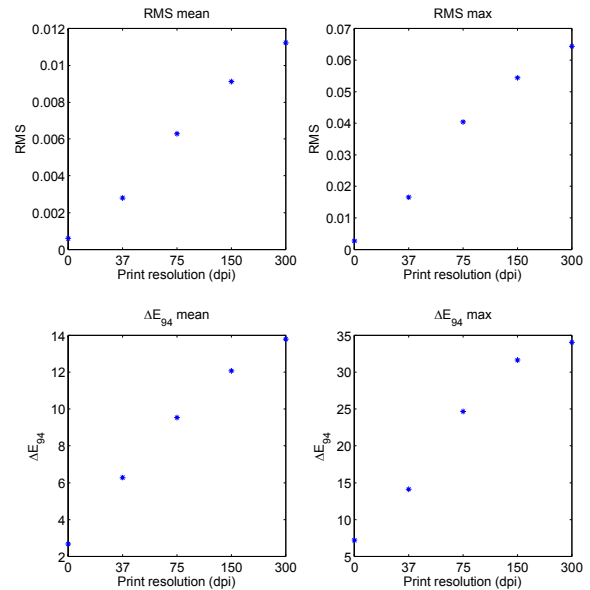 RMS mean
0.012
0.01
0.008
0.006
0.004
0.002
0
RMS
0 37 75 150 300
Print resolution (dpi)
RMS max
0.07
0.06
0.05
0.04
0.03
0.02
0.01
0
RMS
0 37 75 150 300
Print resolution (dpi)
ΔE94 mean
14
12
10
8
6
4
2
ΔE94
0 37 75 150 300
Print resolution (dpi)
ΔE94 max
35
30
25
20
15
10
5
ΔE94
0 37 75 150 300
Print resolution (dpi)